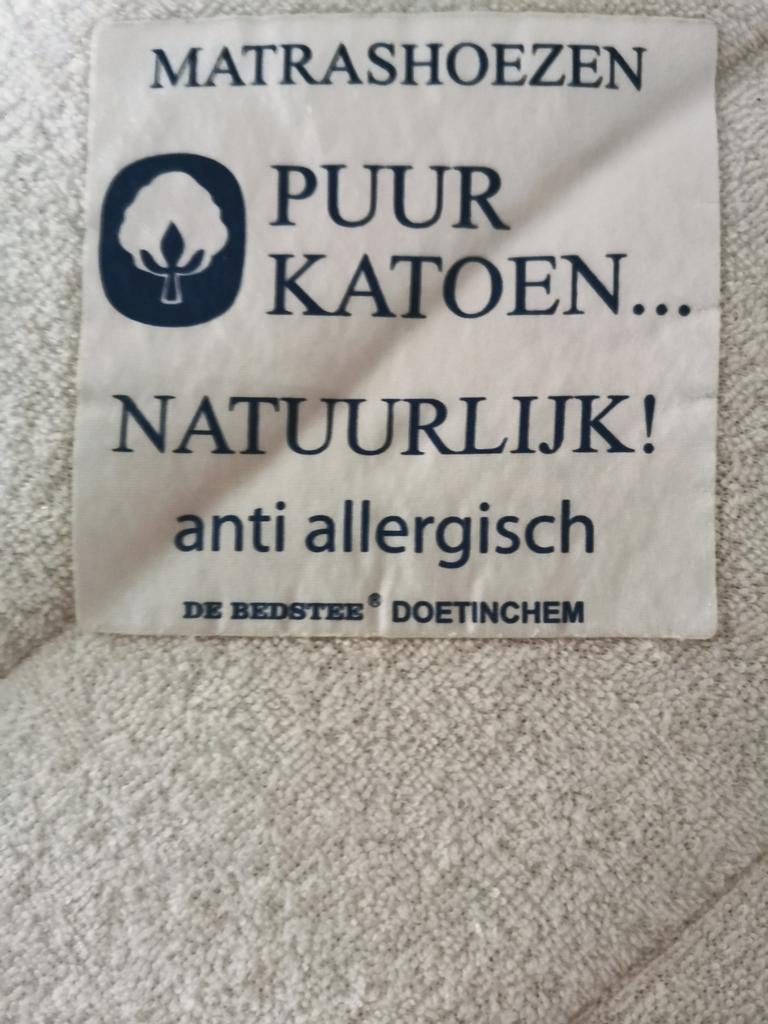 MATRASHOEZEN
PUUR
KATOEN...
NATUURLIJK!
anti allergisch
DE BEDSTEE® DOETINCHEM